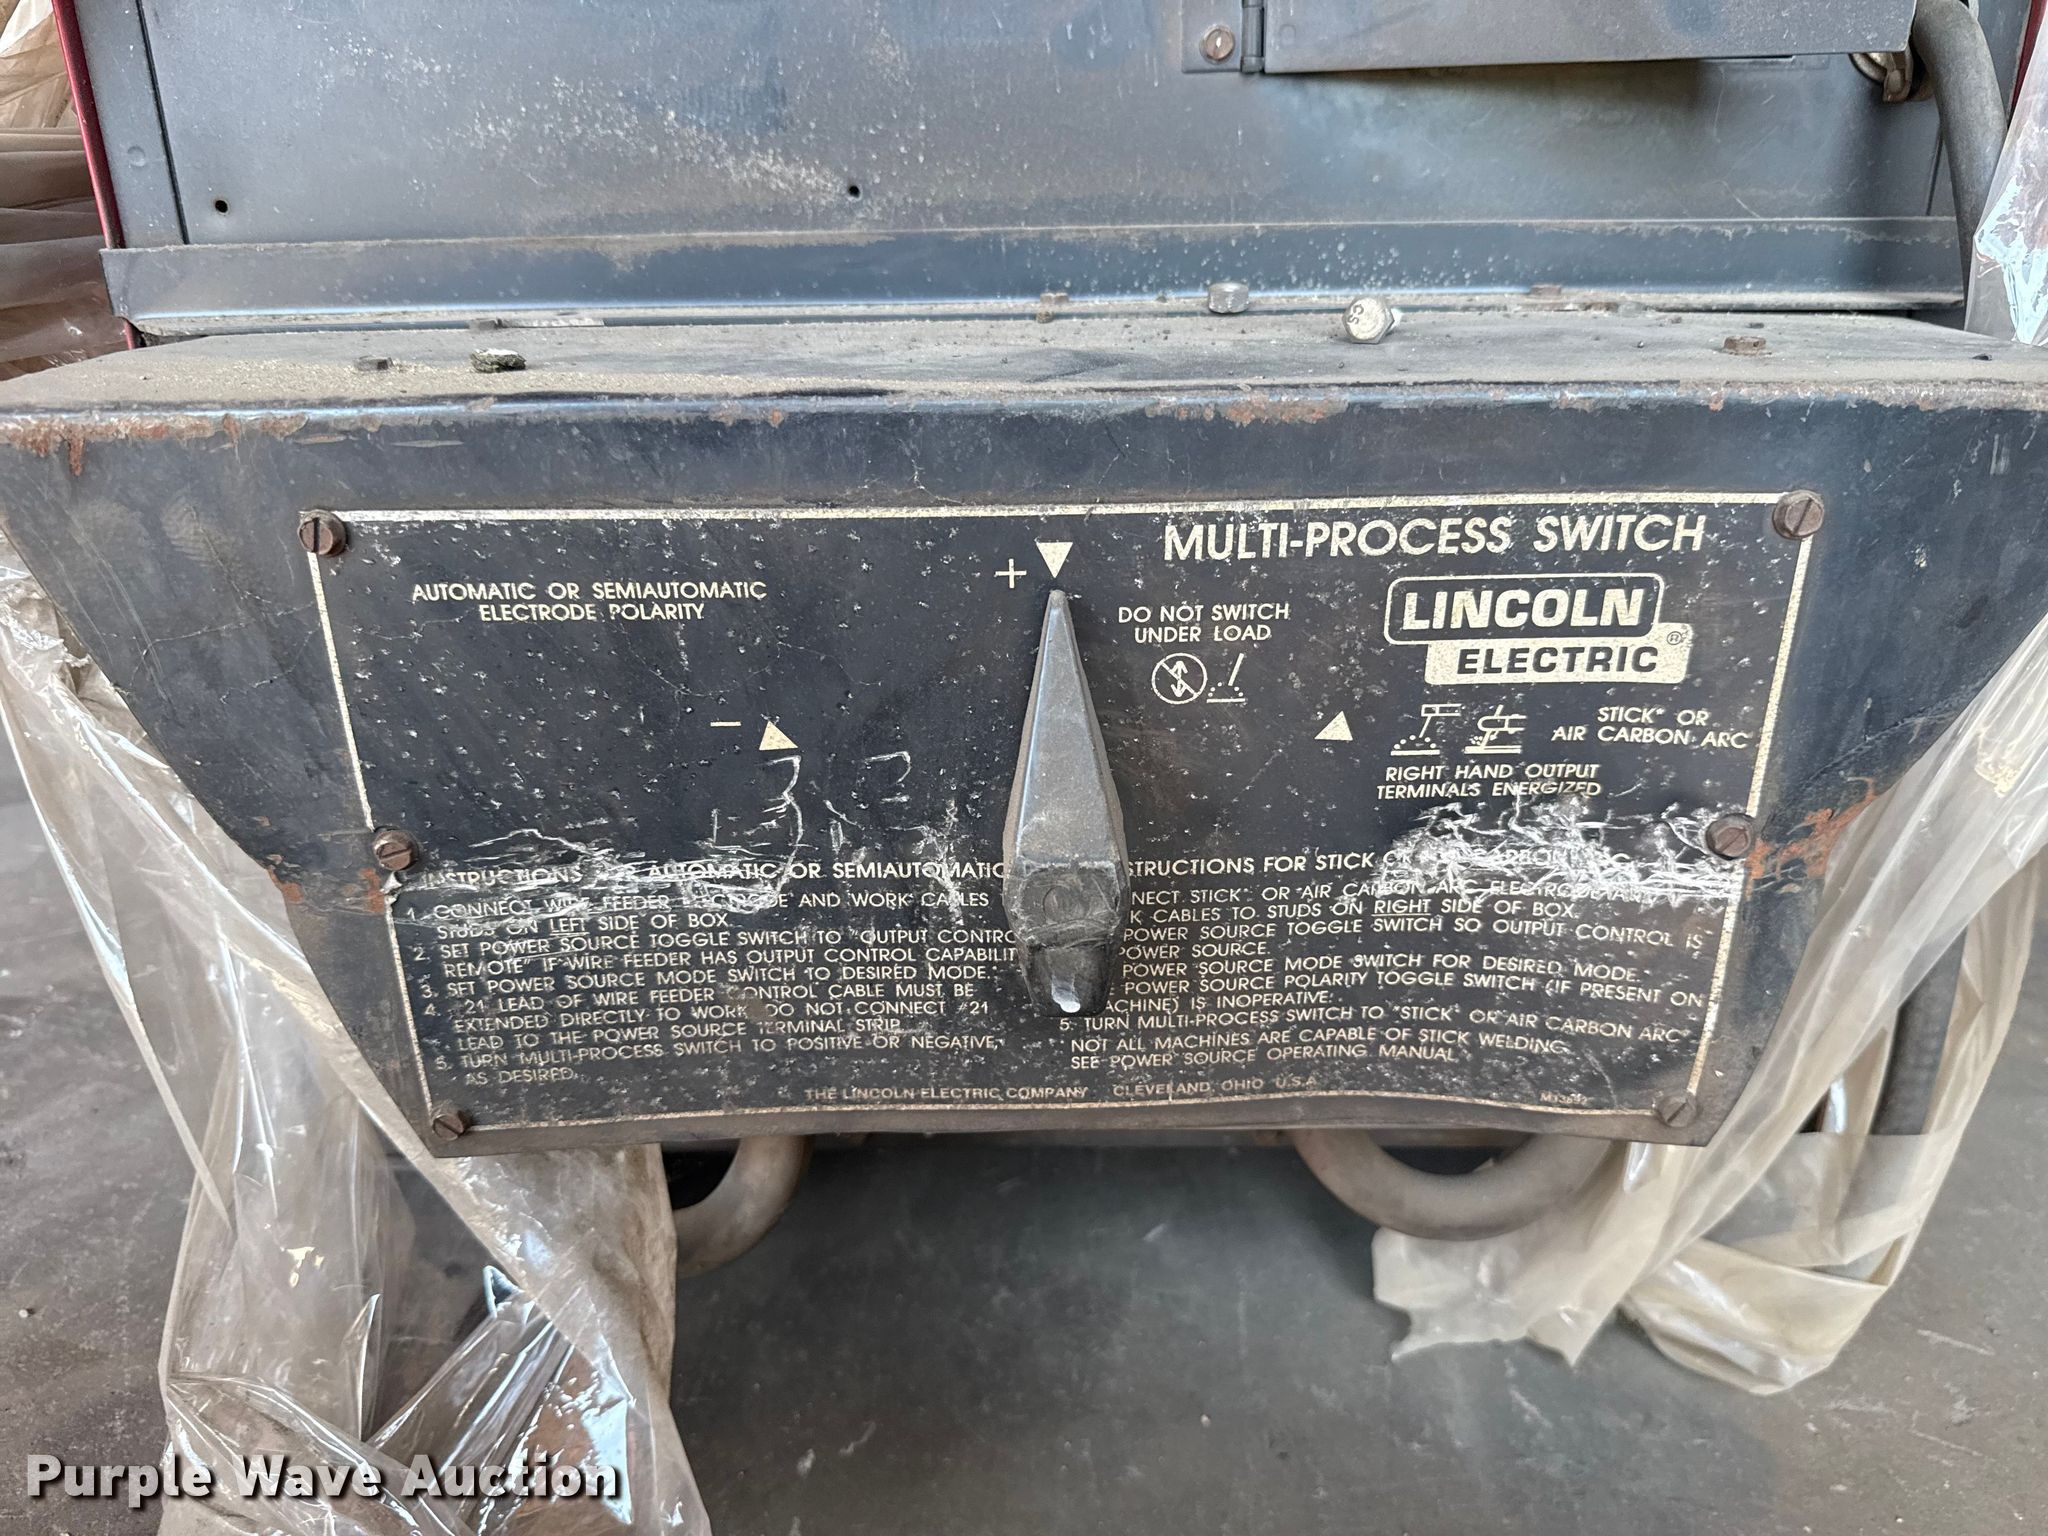 CS
MULTI-PROCESS SWITCH
LINCOLN ®
ELECTRIC
AUTOMATIC OR SEMIAUTOMATIC
ELECTRODE POLARITY
+
−
DO NOT SWITCH
UNDER LOAD
STICK" OR
AIR CARBON ARC
RIGHT HAND OUTPUT
TERMINALS ENERGIZED
INSTRUCTIONS AUTOMATIC OR SEMIAUTOMATIC
1. CONNECT WIRE FEEDER ELECTRODE AND WORK CABLES
STUDS ON LEFT SIDE OF BOX.
2. SET POWER SOURCE TOGGLE SWITCH TO "OUTPUT CONTRO
REMOTE" IF WIRE FEEDER HAS OUTPUT CONTROL CAPABILIT
3. SET POWER SOURCE MODE SWITCH TO DESIRED MODE.
4. "21" LEAD OF WIRE FEEDER CONTROL CABLE MUST BE
EXTENDED DIRECTLY TO WORK. DO NOT CONNECT "21
LEAD TO THE POWER SOURCE TERMINAL STRIP.
5. TURN MULTI-PROCESS SWITCH TO POSITIVE OR NEGATIVE,
AS DESIRED.
STRUCTIONS FOR STICK
NNECT STICK" OR AIR CARBON ARC ELECTRODE
K CABLES TO STUDS ON RIGHT SIDE OF BOX.
POWER SOURCE TOGGLE SWITCH SO OUTPUT CONTROL IS
POWER SOURCE.
POWER SOURCE MODE SWITCH FOR DESIRED MODE.
E POWER SOURCE POLARITY TOGGLE SWITCH (IF PRESENT ON
MACHINE) IS INOPERATIVE.
5. TURN MULTI-PROCESS SWITCH TO "STICK" OR AIR CARBON ARC"
NOT ALL MACHINES ARE CAPABLE OF STICK WELDING.
SEE POWER SOURCE OPERATING MANUAL.
THE LINCOLN ELECTRIC COMPANY CLEVELAND, OHIO U.S.A.
Purple Wave Auction